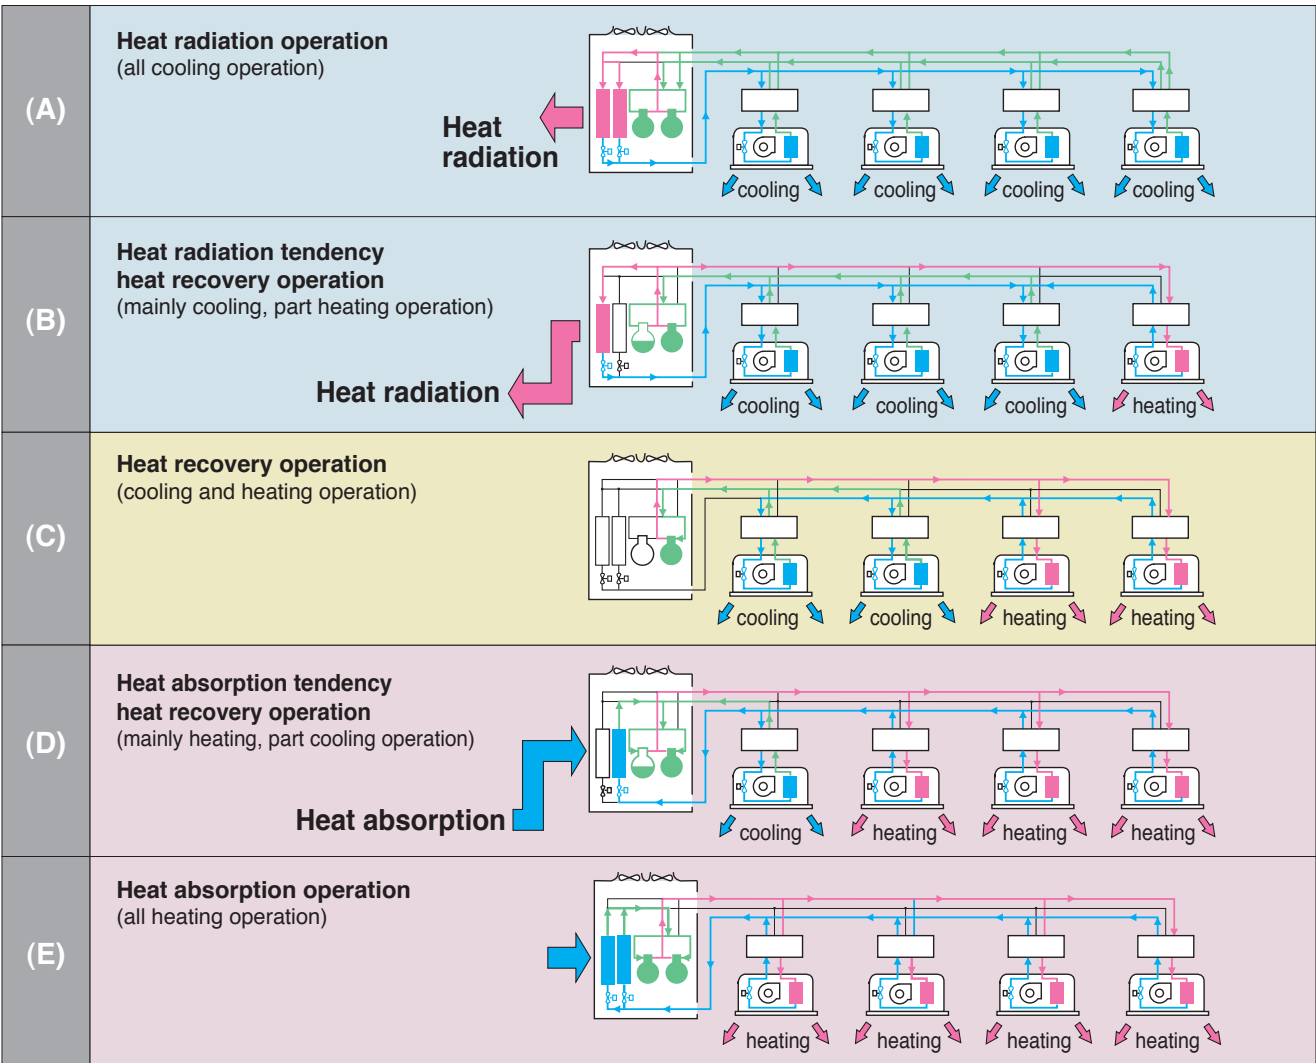 (A)
Heat radiation operation
(all cooling operation)
Heat
radiation
cooling cooling cooling cooling
(B)
Heat radiation tendency
heat recovery operation
(mainly cooling, part heating operation)
Heat radiation
cooling cooling cooling heating
(C)
Heat recovery operation
(cooling and heating operation)
cooling cooling heating heating
(D)
Heat absorption tendency
heat recovery operation
(mainly heating, part cooling operation)
Heat absorption
cooling heating heating heating
(E)
Heat absorption operation
(all heating operation)
heating heating heating heating